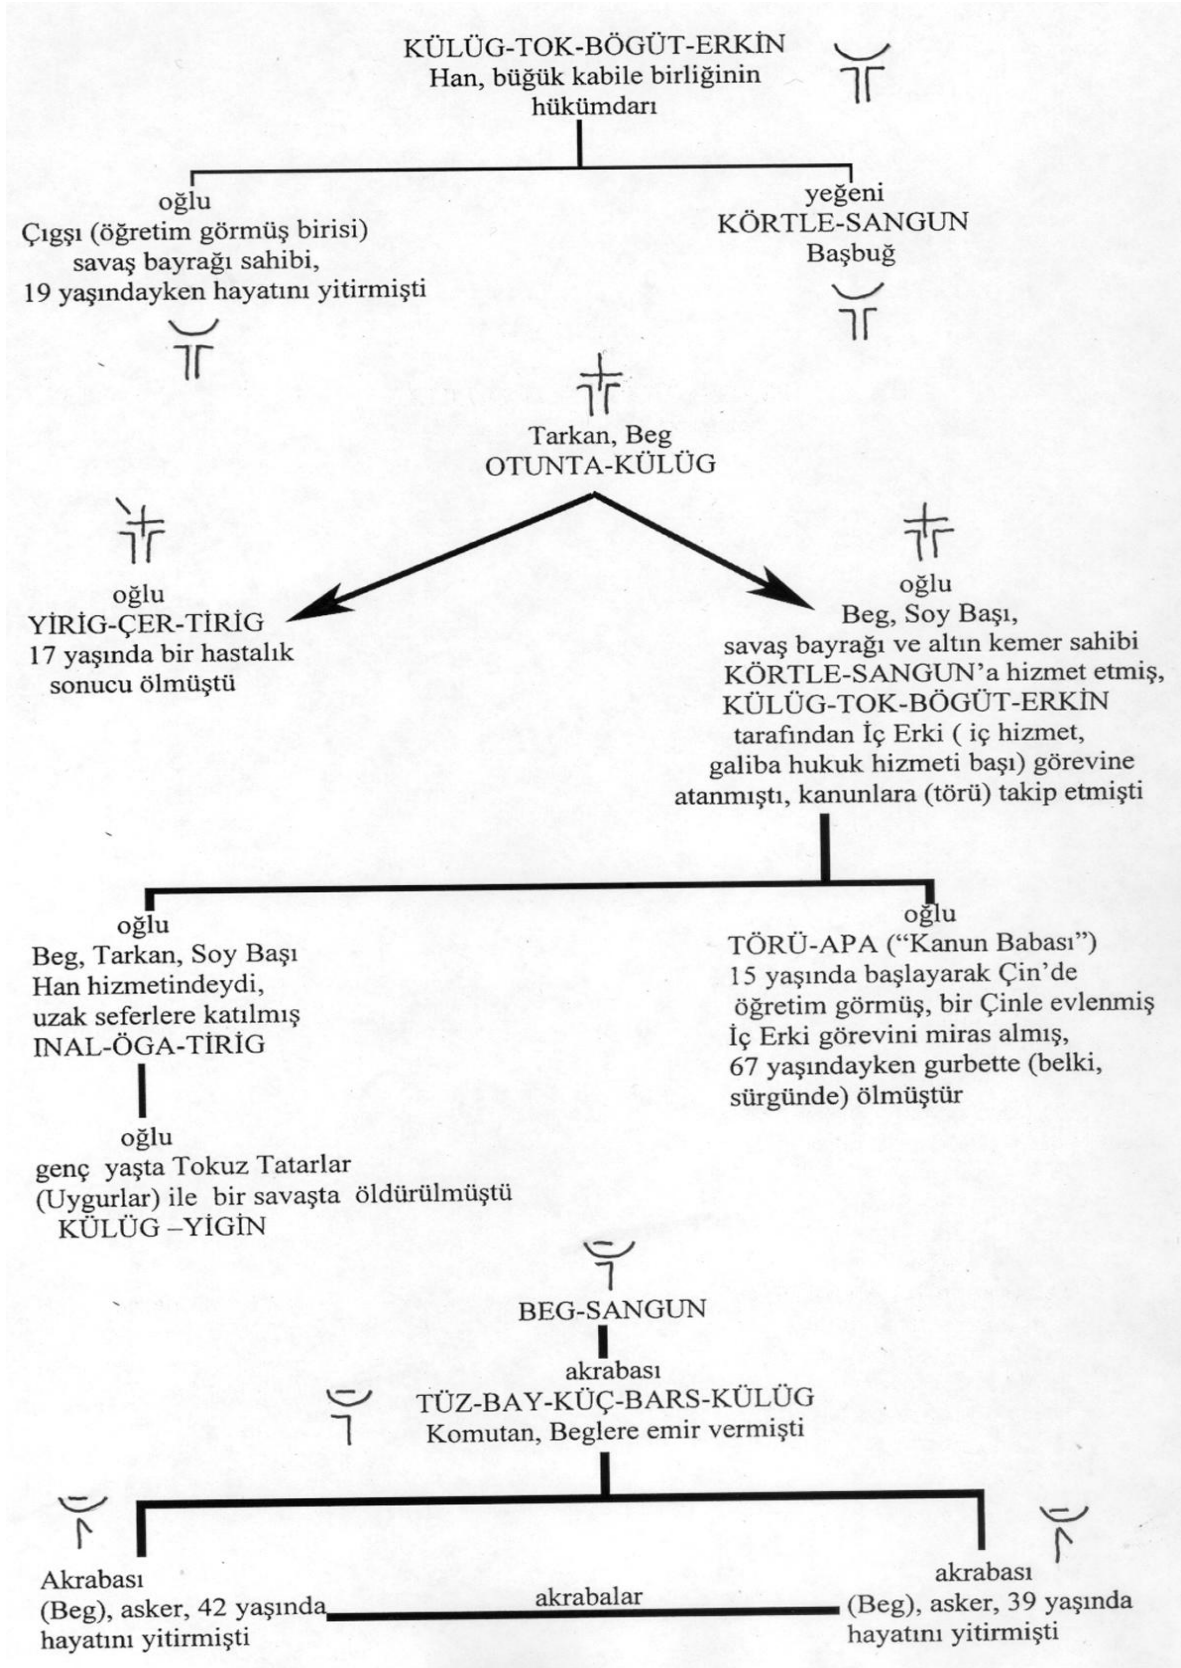 KÜLÜG-TOK-BÖGÜT-ERKİN
Han, büğük kabile birliğinin
hükümdarı
oğlu
Çıgşı (öğretim görmüş birisi)
savaş bayrağı sahibi,
19 yaşındayken hayatını yitirmişti
yeğeni
KÖRTLE-SANGUN
Başbuğ
Tarkan, Beg
OTUNTA-KÜLÜG
oğlu
YİRİG-ÇER-TİRİG
17 yaşında bir hastalık
sonucu ölmüştü
oğlu
Beg, Soy Başı,
savaş bayrağı ve altın kemer sahibi
KÖRTLE-SANGUN’a hizmet etmiş,
KÜLÜG-TOK-BÖGÜT-ERKİN
tarafından İç Erki ( iç hizmet,
galiba hukuk hizmeti başı) görevine
atanmıştı, kanunlara (törü) takip etmişti
oğlu
Beg, Tarkan, Soy Başı
Han hizmetindeydi,
uzak seferlere katılmış
INAL-ÖGA-TİRİG
oğlu
TÖRÜ-APA (“Kanun Babası”)
15 yaşında başlayarak Çin’de
öğretim görmüş, bir Çinle evlenmiş
İç Erki görevini miras almış,
67 yaşındayken gurbette (belki,
sürgünde) ölmüştür
oğlu
genç yaşta Tokuz Tatarlar
(Uygurlar) ile bir savaşta öldürülmüştü
KÜLÜG –YİGİN
BEG-SANGUN
akrabası
TÜZ-BAY-KÜÇ-BARS-KÜLÜG
Komutan, Beglere emir vermişti
Akrabası
(Beg), asker, 42 yaşında
hayatını yitirmişti
akrabalar
akrabası
(Beg), asker, 39 yaşında
hayatını yitirmişti